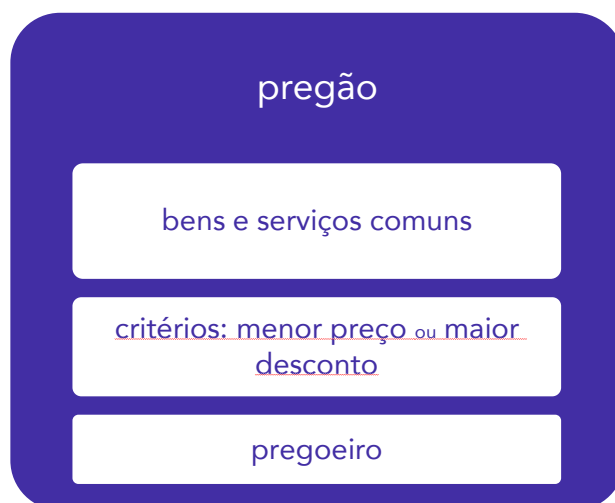 pregão
bens e serviços comuns
critérios: menor preço ou maior
desconto
pregoeiro